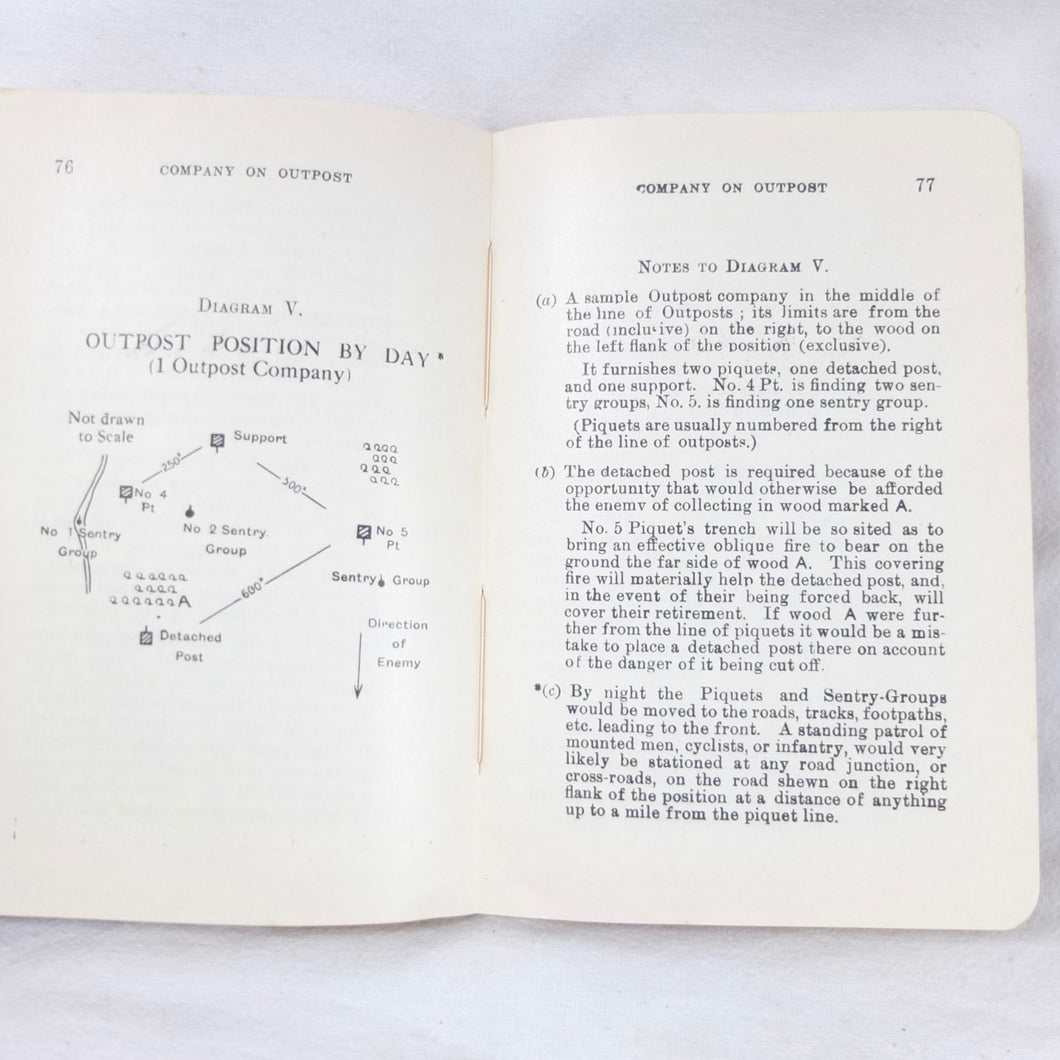 76
COMPANY ON OUTPOST
DIAGRAM V.
OUTPOST POSITION BY DAY*
(1 Outpost Company)
Not drawn
to Scale
Support
250ˣ
500ˣ
No 4
Pt
No 1 Sentry
Group
No 2 Sentry
Group
No 5
Pt
Sentry Group
A
600ˣ
Detached
Post
Direction
of
Enemy
COMPANY ON OUTPOST
77
NOTES TO DIAGRAM V.
(a) A sample Outpost company in the middle of
the line of Outposts ; its limits are from the
road (inclusive) on the right, to the wood on
the left flank of the position (exclusive).
It furnishes two piquets, one detached post,
and one support. No. 4 Pt. is finding two sen-
try groups, No. 5. is finding one sentry group.
(Piquets are usually numbered from the right
of the line of outposts.)
(b) The detached post is required because of the
opportunity that would otherwise be afforded
the enemy of collecting in wood marked A.
No. 5 Piquet's trench will be so sited as to
bring an effective oblique fire to bear on the
ground the far side of wood A. This covering
fire will materially help the detached post, and,
in the event of their being forced back, will
cover their retirement. If wood A were fur-
ther from the line of piquets it would be a mis-
take to place a detached post there on account
of the danger of it being cut off.
*(c) By night the Piquets and Sentry-Groups
would be moved to the roads, tracks, footpaths,
etc. leading to the front. A standing patrol of
mounted men, cyclists, or infantry, would very
likely be stationed at any road junction, or
cross-roads, on the road shewn on the right
flank of the position at a distance of anything
up to a mile from the piquet line.